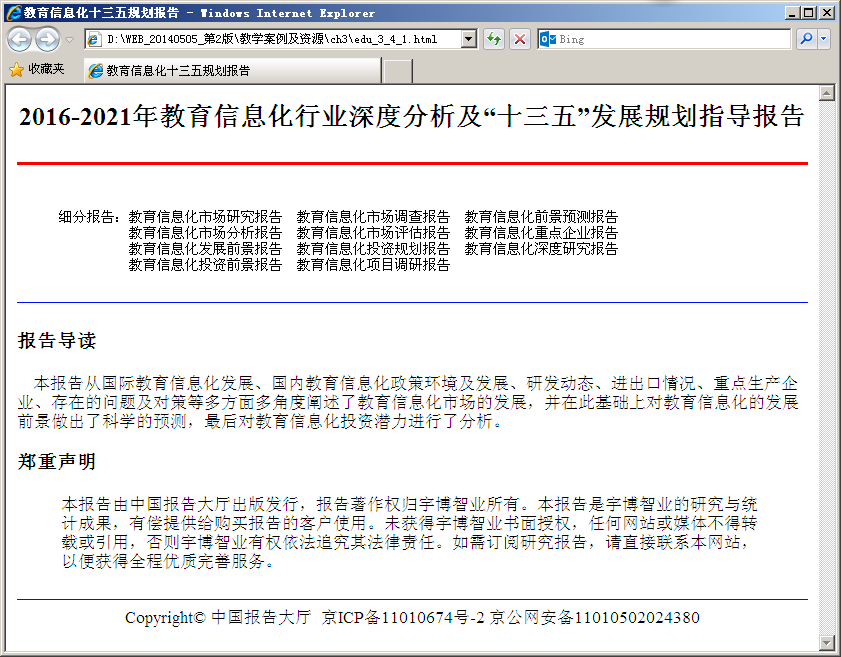 教育信息化十三五规划报告 - Windows Internet Explorer
D:\WEB_20140505_第2版\教学案例及资源\ch3\edu_3_4_1.html
Bing
收藏夹
教育信息化十三五规划报告
2016-2021年教育信息化行业深度分析及“十三五”发展规划指导报告
细分报告：教育信息化市场研究报告 教育信息化市场调查报告 教育信息化前景预测报告
教育信息化市场分析报告 教育信息化市场评估报告 教育信息化重点企业报告
教育信息化发展前景报告 教育信息化投资规划报告 教育信息化深度研究报告
教育信息化投资前景报告 教育信息化项目调研报告
报告导读
本报告从国际教育信息化发展、国内教育信息化政策环境及发展、研发动态、进出口情况、重点生产企
业、存在的问题及对策等多方面多角度阐述了教育信息化市场的发展，并在此基础上对教育信息化的发展
前景做出了科学的预测，最后对教育信息化投资潜力进行了分析。
郑重声明
本报告由中国报告大厅出版发行，报告著作权归宇博智业所有。本报告是宇博智业的研究与统
计成果，有偿提供给购买报告的客户使用。未获得宇博智业书面授权，任何网站或媒体不得转
载或引用，否则宇博智业有权依法追究其法律责任。如需订阅研究报告，请直接联系本网站，
以便获得全程优质完善服务。
Copyright© 中国报告大厅 京ICP备11010674号-2 京公网安备11010502024380